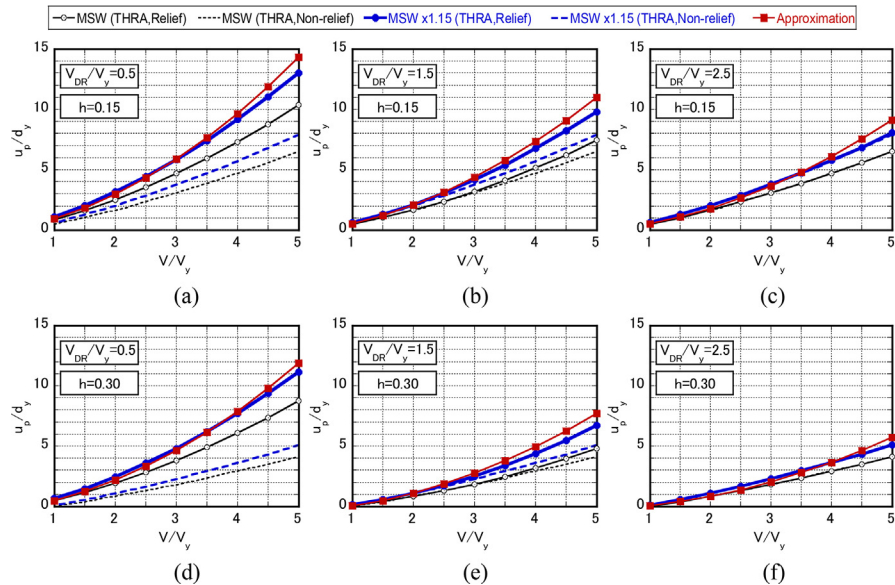 MSW (THRA,Relief) MSW (THRA,Non-relief) MSW x1.15 (THRA,Relief) MSW x1.15 (THRA,Non-relief) Approximation
15 15 15
V_DR/V_y=0.5 V_DR/V_y=1.5 V_DR/V_y=2.5
10 10 10
h=0.15 h=0.15 h=0.15
u_p/d_y u_p/d_y u_p/d_y
5 5 5
0 0 0
1 2 3 4 5 1 2 3 4 5 1 2 3 4 5
V/V_y V/V_y V/V_y
(a) (b) (c)
15 15 15
V_DR/V_y=0.5 V_DR/V_y=1.5 V_DR/V_y=2.5
10 10 10
h=0.30 h=0.30 h=0.30
u_p/d_y u_p/d_y u_p/d_y
5 5 5
0 0 0
1 2 3 4 5 1 2 3 4 5 1 2 3 4 5
V/V_y V/V_y V/V_y
(d) (e) (f)